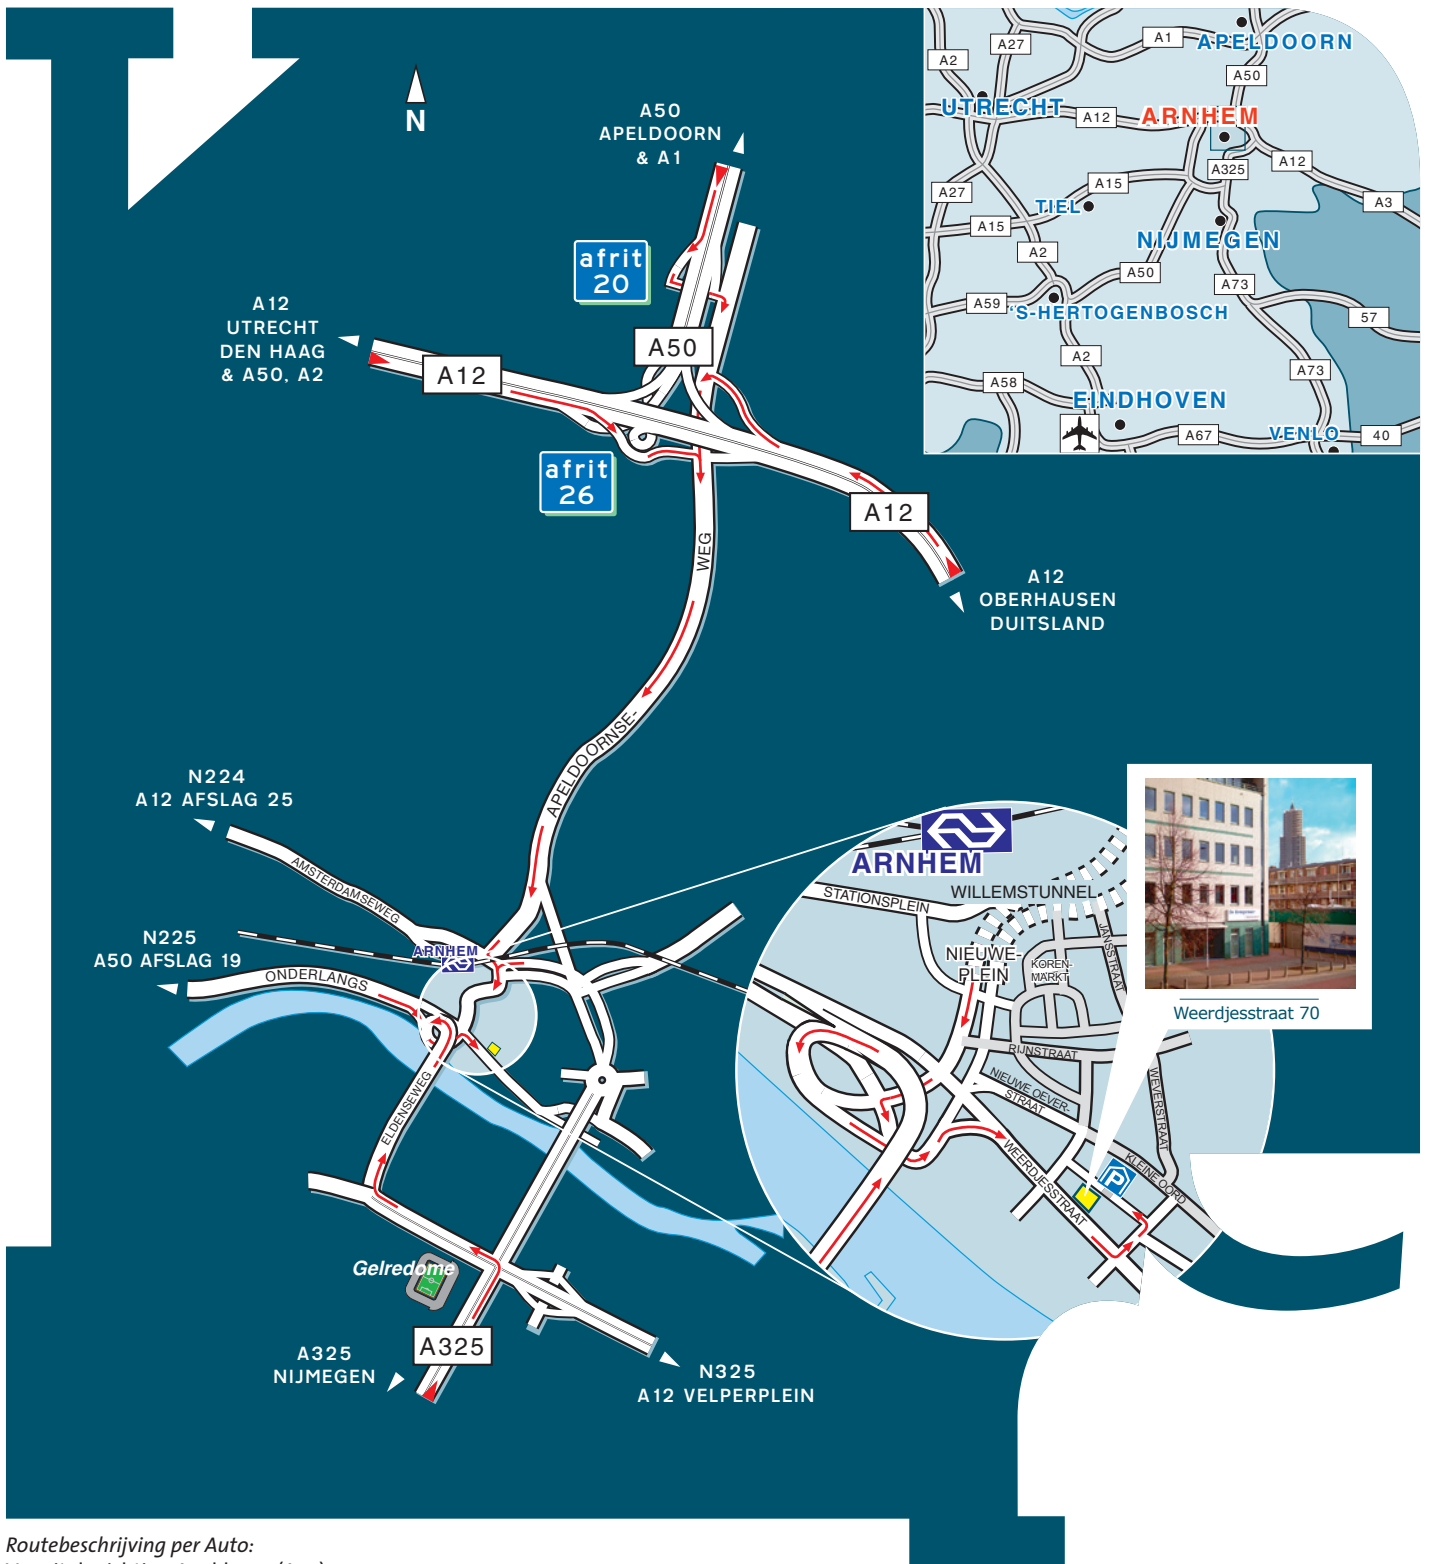 N
A50
APELDOORN
& A1
afrit
20
A12
UTRECHT
DEN HAAG
& A50, A2
A50
A12
afrit
26
A12
WEG
A12
OBERHAUSEN
DUITSLAND
APELDOORNSE-
N224
A12 AFSLAG 25
AMSTERDAMSEWEG
N225
A50 AFSLAG 19
ARNHEM
ONDERLANGS
ELDENSEWEG
Gelredome
A325
A325
NIJMEGEN
N325
A12 VELPERPLEIN
A27
A1
APELDOORN
A2
A50
UTRECHT
A12
ARNHEM
A12
A325
A27
A15
TIEL
A3
A15
NIJMEGEN
A2
A50
A73
A59
'S-HERTOGENBOSCH
57
A2
A58
A73
EINDHOVEN
A67
VENLO
40
ARNHEM
STATIONSPLEIN
WILLEMSTUNNEL
JANSSTRAAT
NIEUWE-
PLEIN
KOREN-
MARKT
RIJNSTRAAT
NIEUWE OEVER-
STRAAT
WEVERSTRAAT
WEERDJESSTRAAT
KLEINE OORD
P
Weerdjesstraat 70
Routebeschrijving per Auto: